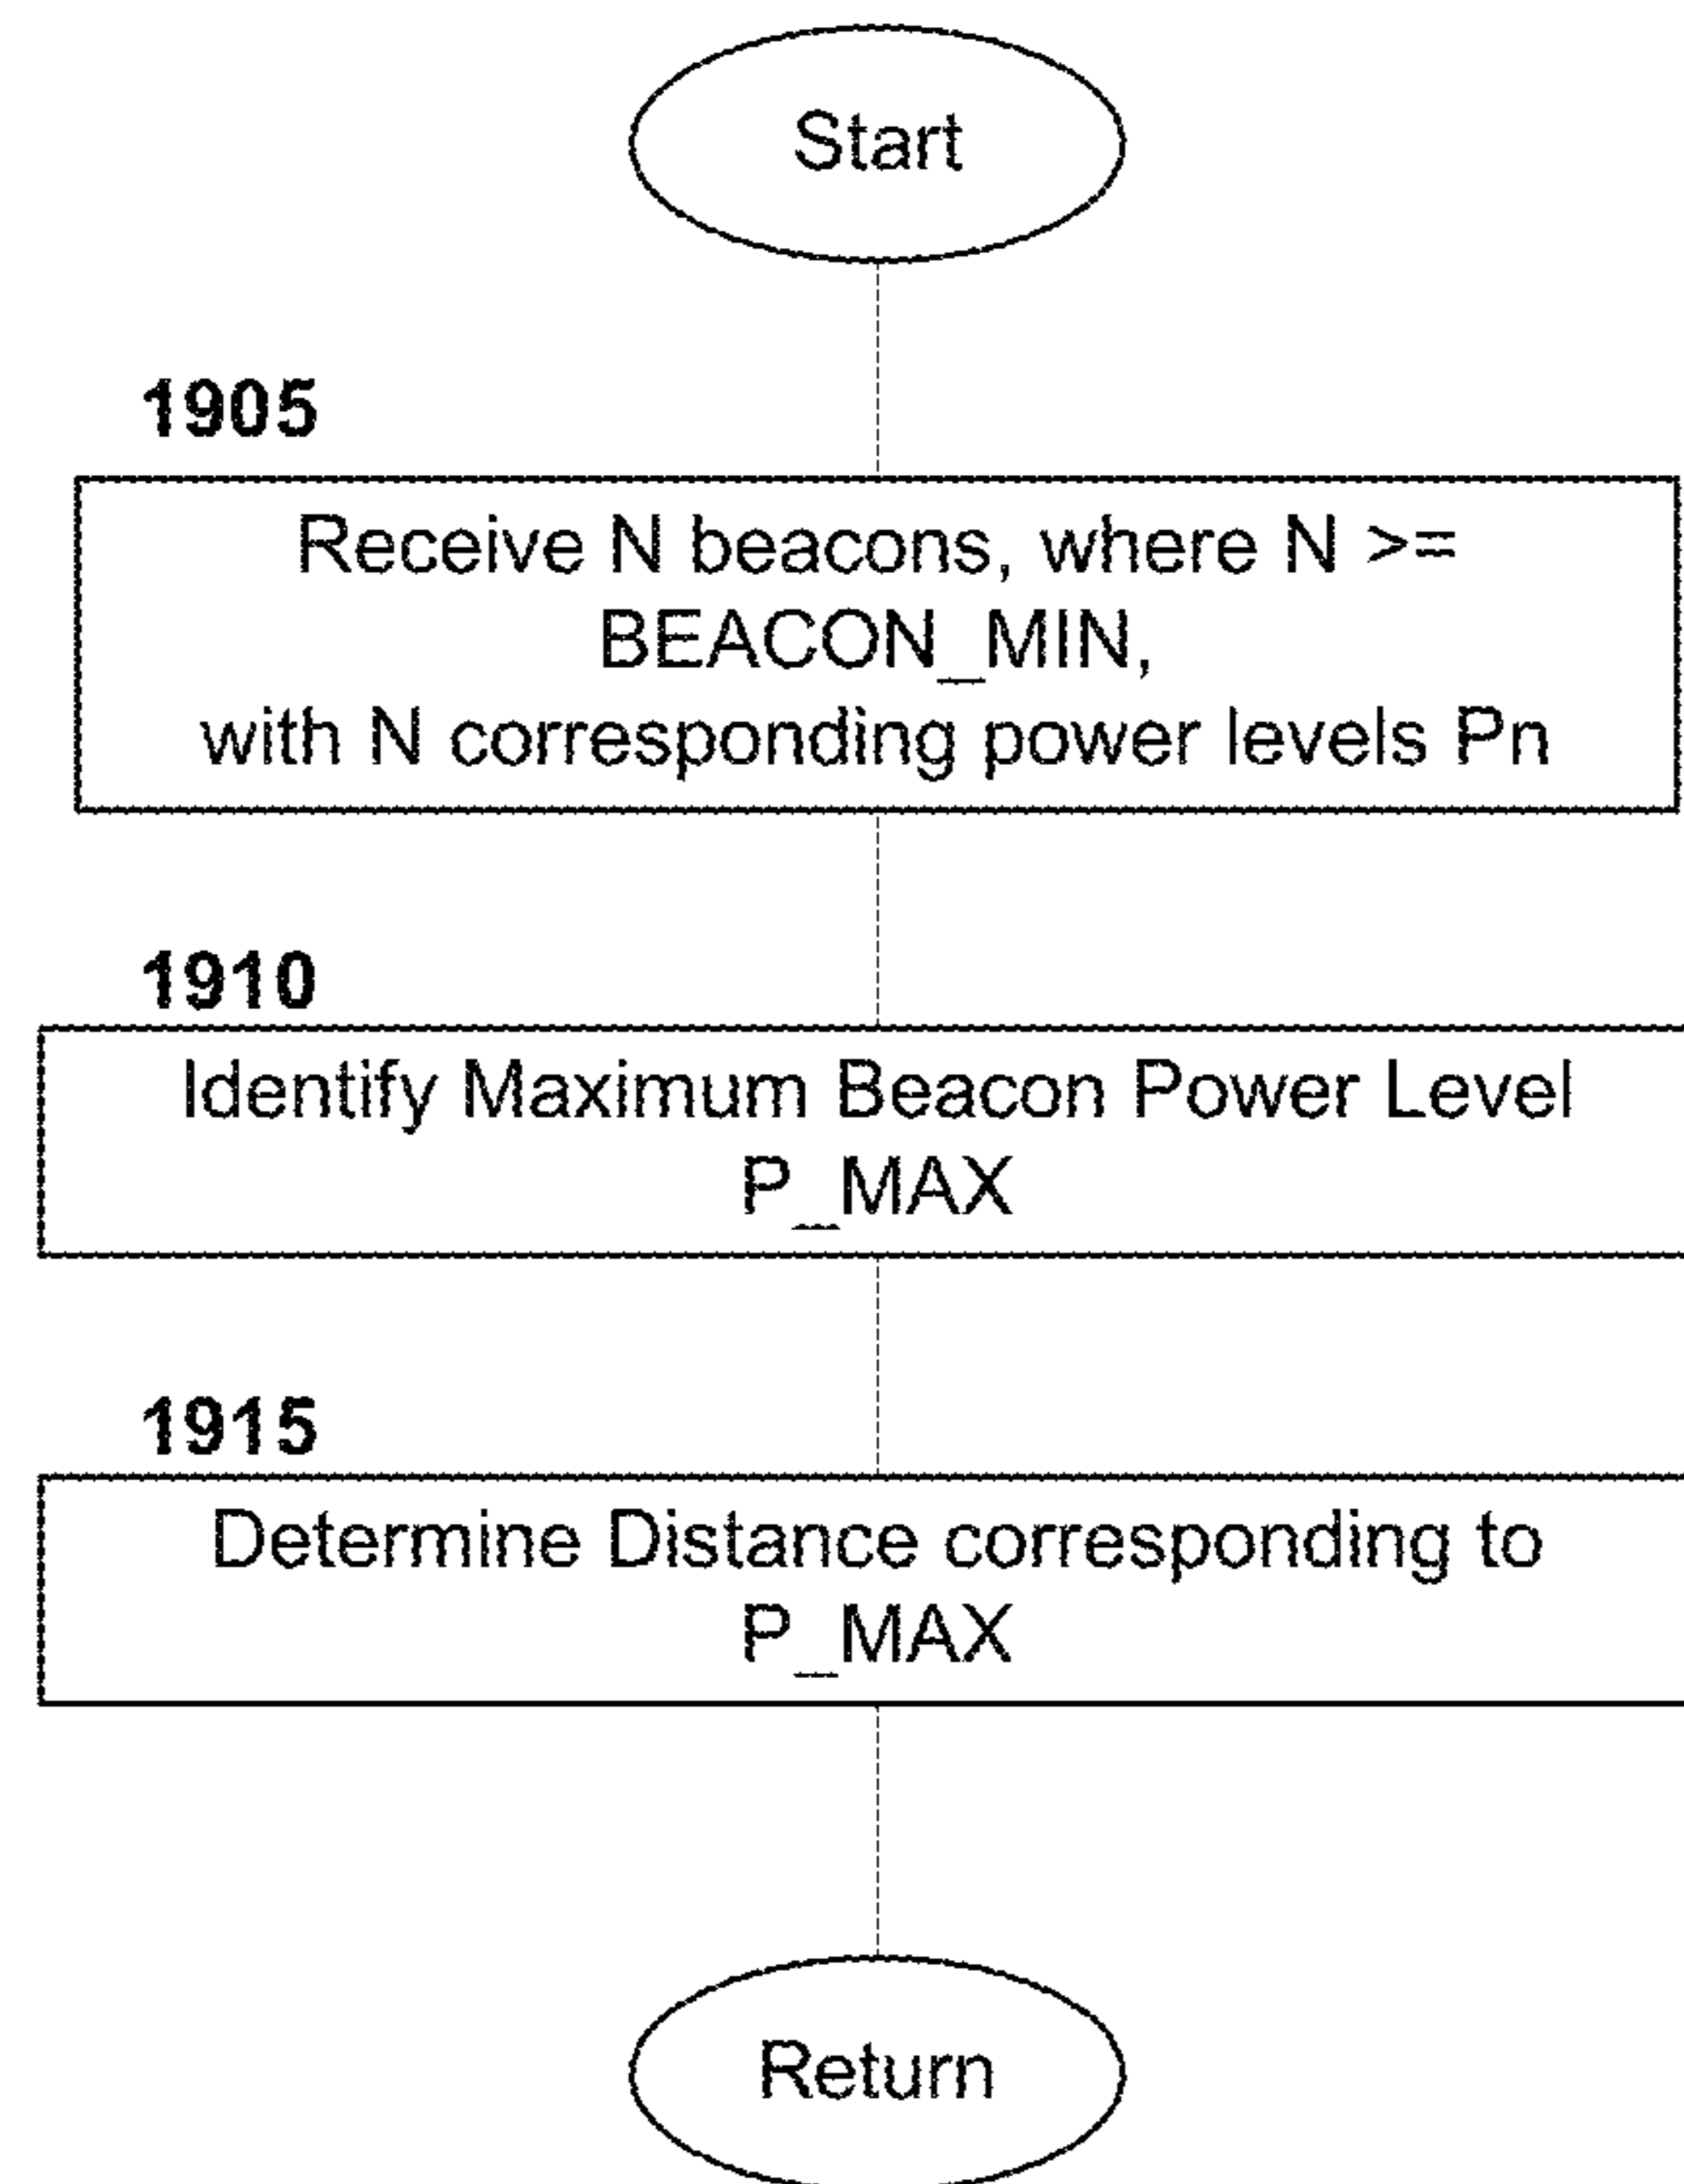 Start
1905
Receive N beacons, where N >=
BEACON_MIN,
with N corresponding power levels Pn
1910
Identify Maximum Beacon Power Level
P_MAX
1915
Determine Distance corresponding to
P_MAX
Return